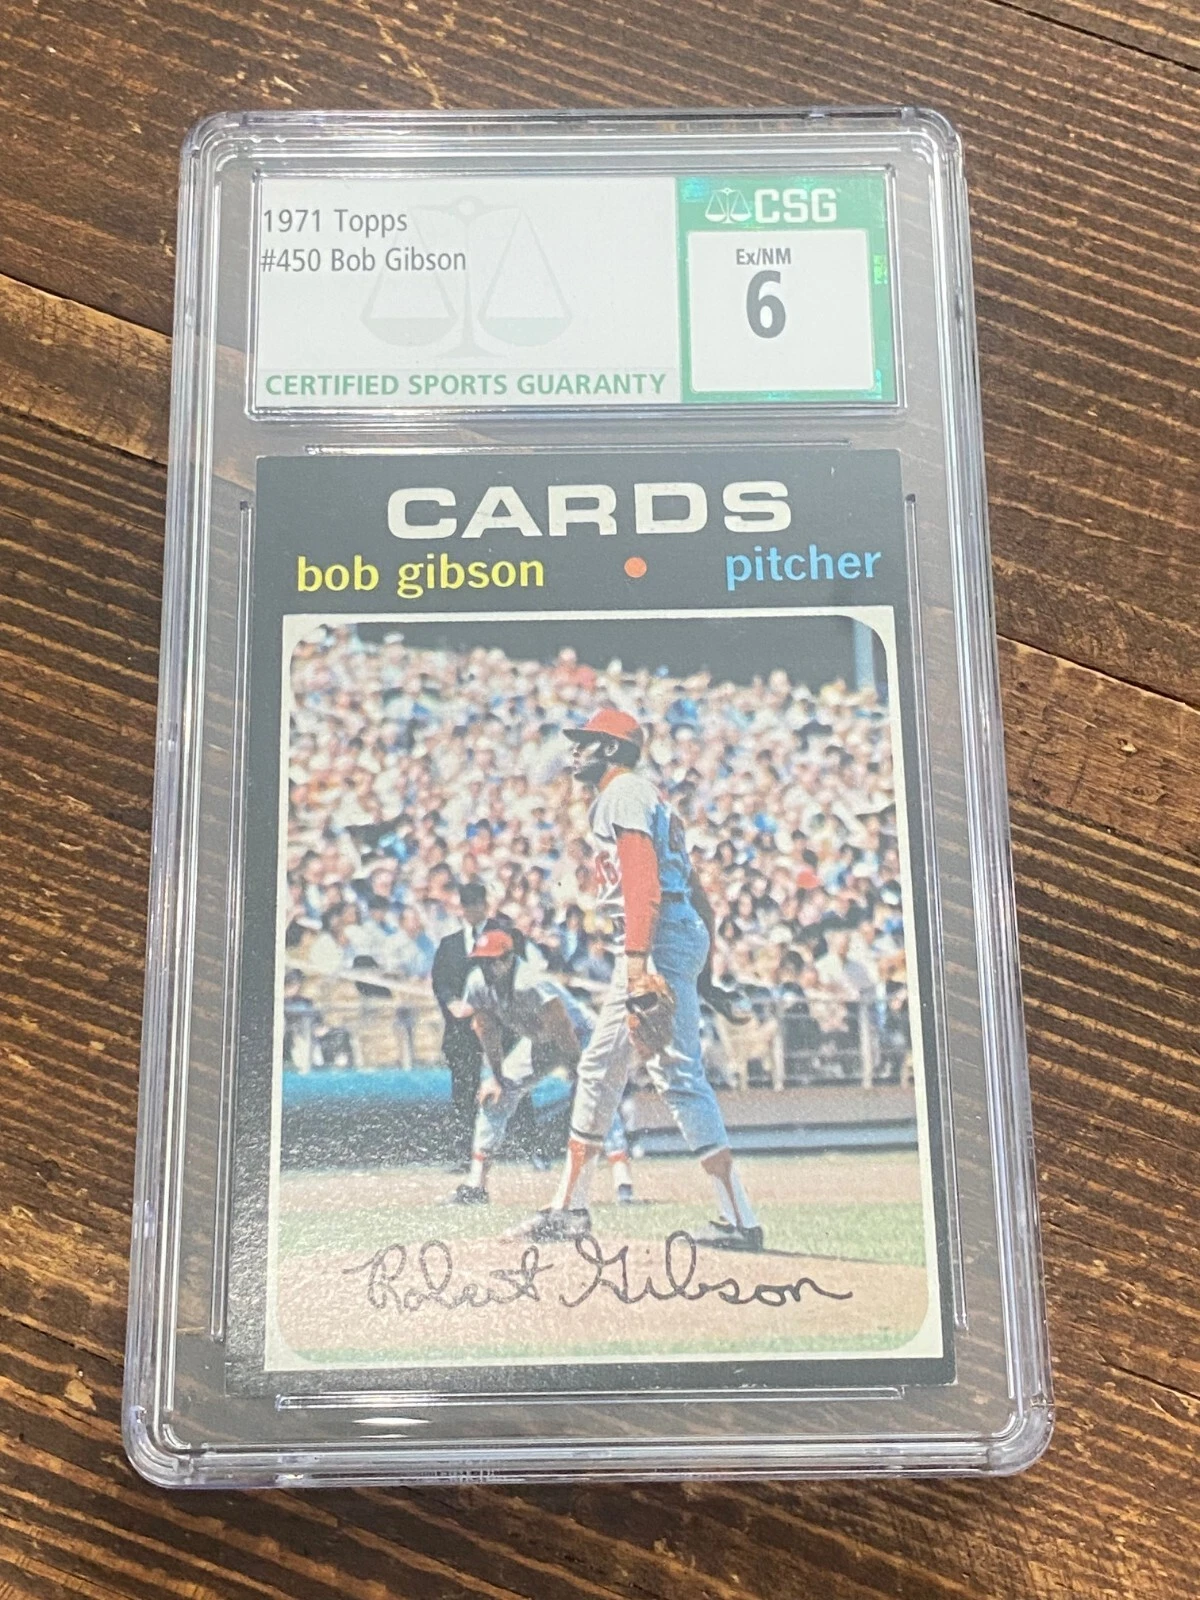 1971 Topps
#450 Bob Gibson
CSG
Ex/NM
6
CERTIFIED SPORTS GUARANTY
CARDS
bob gibson • pitcher
Robert Gibson